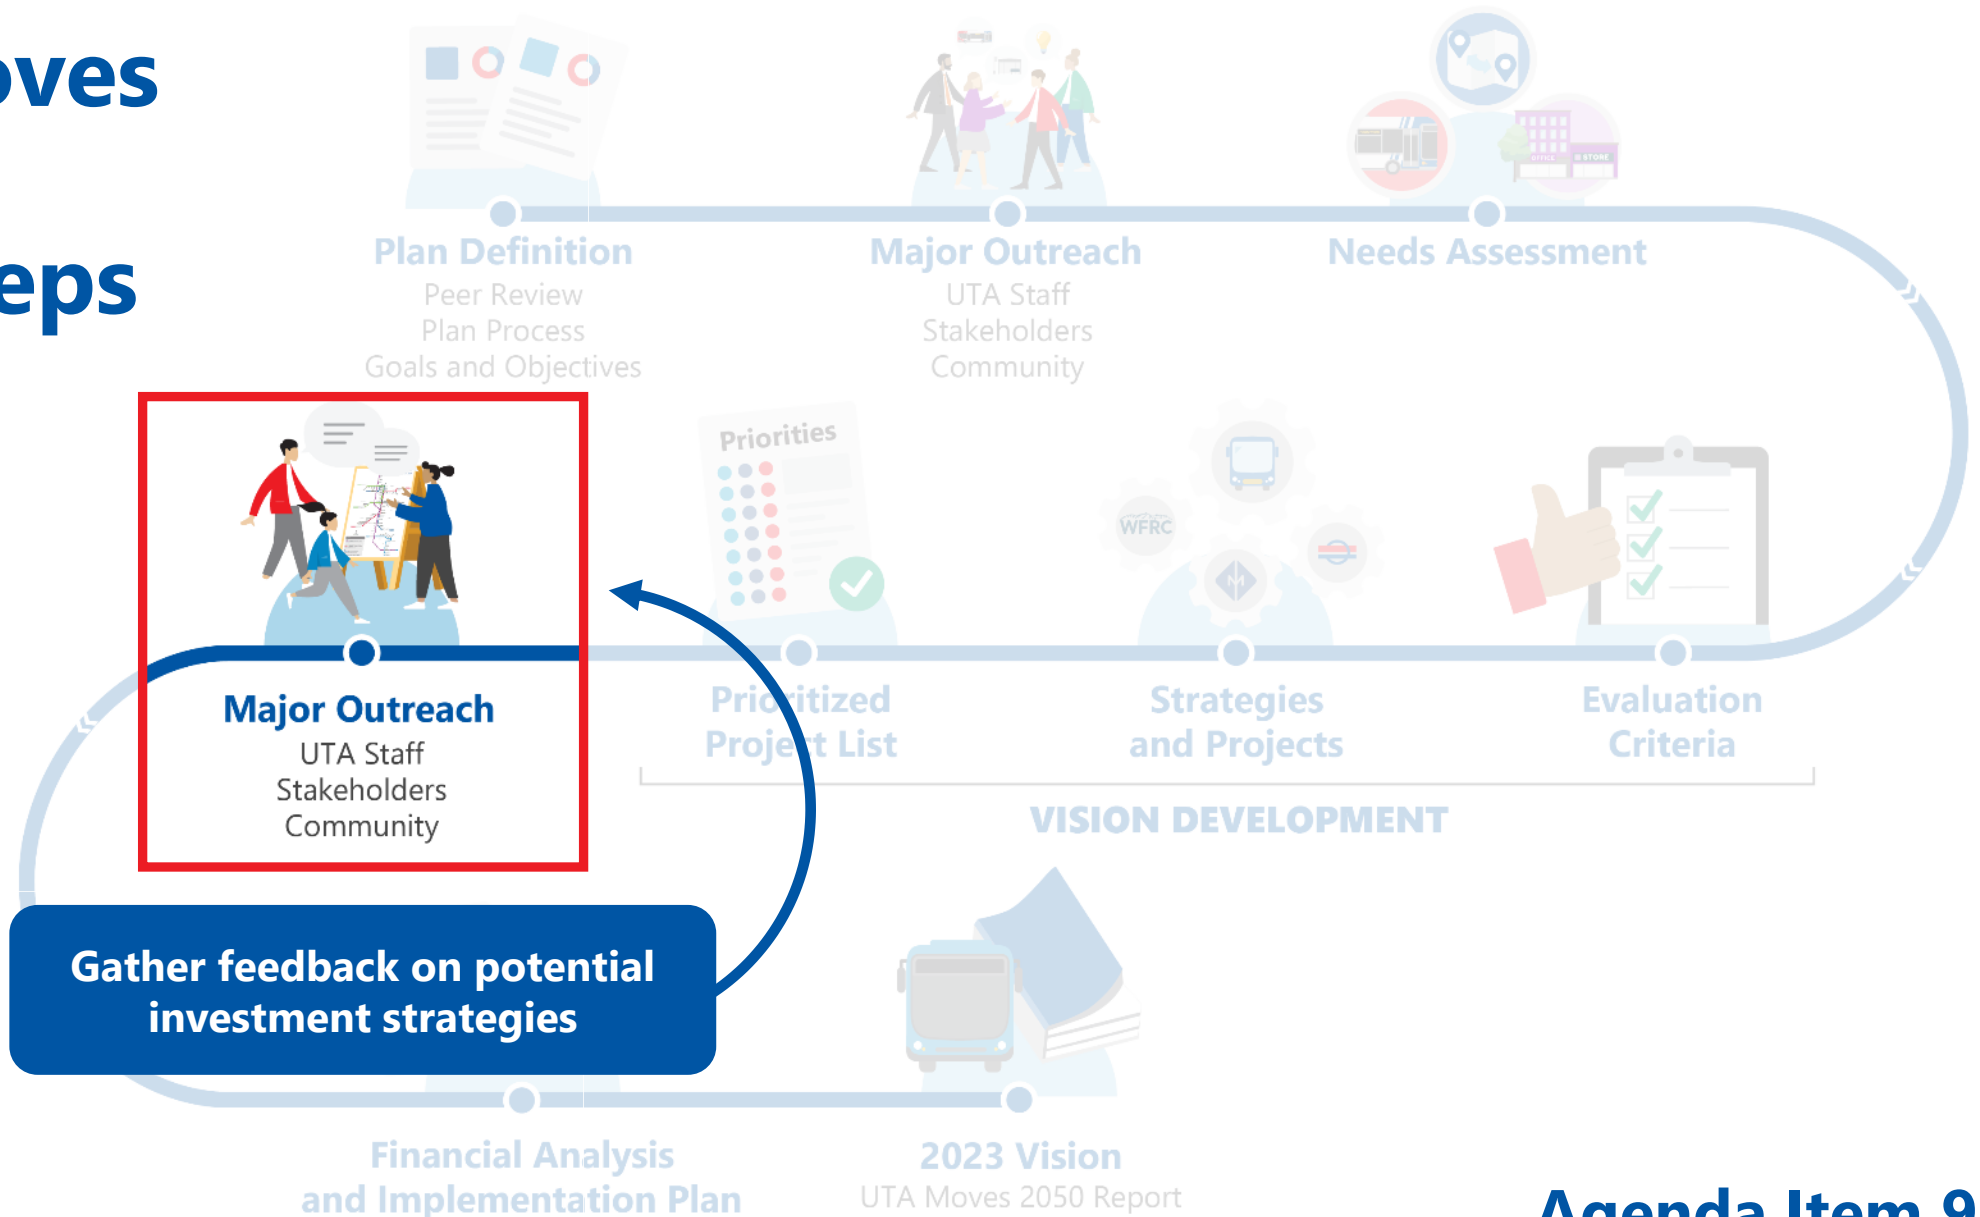 oves
eps
Plan Definition
Peer Review
Plan Process
Goals and Objectives
Major Outreach
UTA Staff
Stakeholders
Community
OFFICE
STORE
Needs Assessment
Major Outreach
UTA Staff
Stakeholders
Community
Priorities
Prioritized
Project List
WFRC
Strategies
and Projects
Evaluation
Criteria
VISION DEVELOPMENT
Gather feedback on potential
investment strategies
Financial Analysis
and Implementation Plan
2023 Vision
UTA Moves 2050 Report
Agenda Item 9